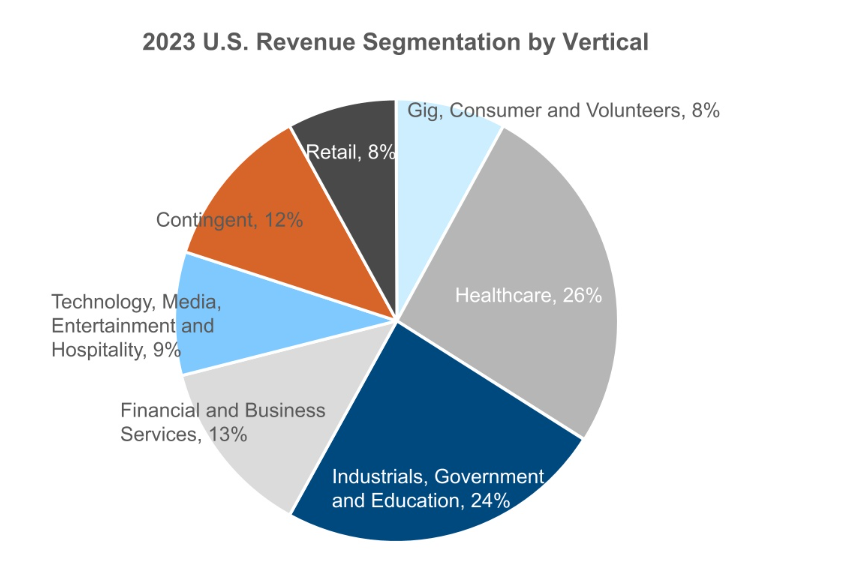 2023 U.S. Revenue Segmentation by Vertical
Gig, Consumer and Volunteers, 8%
Retail, 8%
Contingent, 12%
Healthcare, 26%
Technology, Media,
Entertainment and
Hospitality, 9%
Financial and Business
Services, 13%
Industrials, Government
and Education, 24%